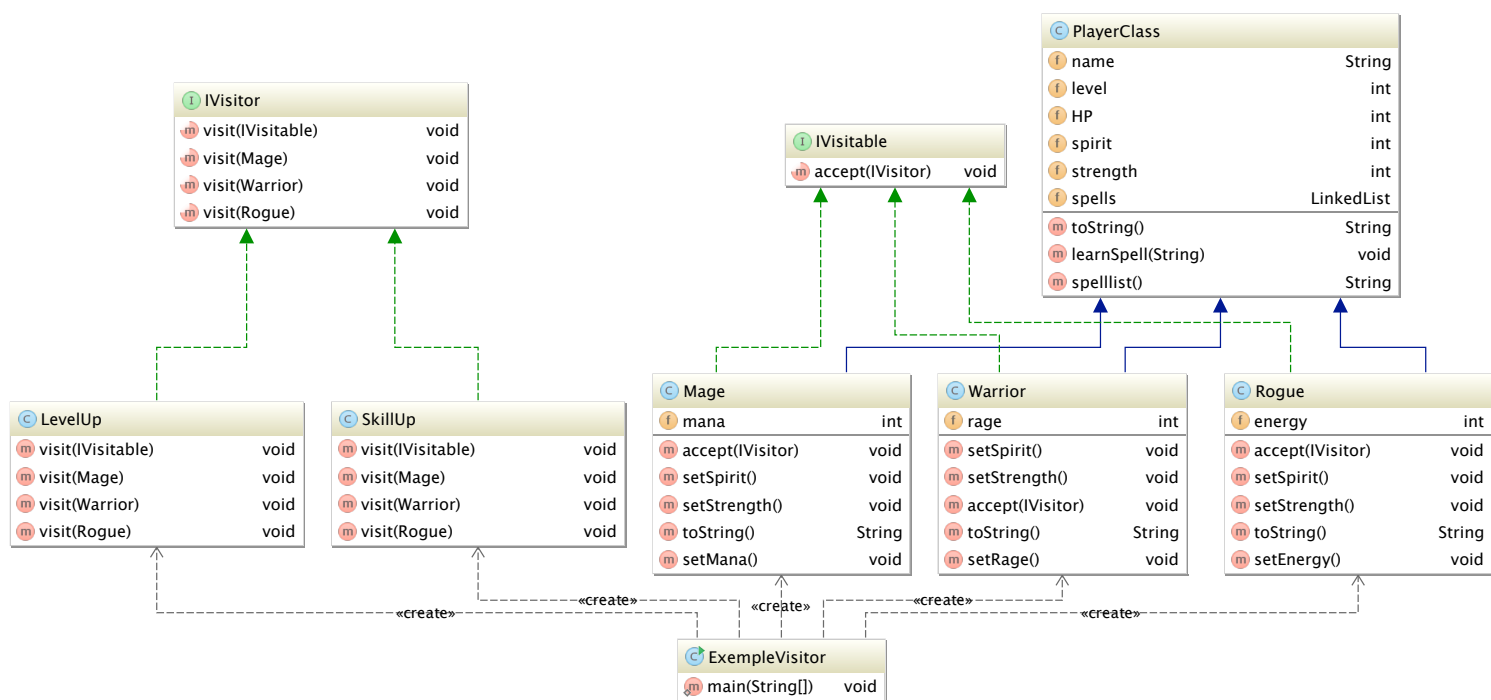 PlayerClass
name String
level int
HP int
spirit int
strength int
spells LinkedList
toString() String
learnSpell(String) void
spelllist() String
IVisitor
visit(IVisitable) void
visit(Mage) void
visit(Warrior) void
visit(Rogue) void
IVisitable
accept(IVisitor) void
LevelUp
visit(IVisitable) void
visit(Mage) void
visit(Warrior) void
visit(Rogue) void
SkillUp
visit(IVisitable) void
visit(Mage) void
visit(Warrior) void
visit(Rogue) void
Mage
mana int
accept(IVisitor) void
setSpirit() void
setStrength() void
toString() String
setMana() void
Warrior
rage int
setSpirit() void
setStrength() void
accept(IVisitor) void
toString() String
setRage() void
Rogue
energy int
accept(IVisitor) void
setSpirit() void
setStrength() void
toString() String
setEnergy() void
«create»
«create»
«create»
«create»
«create»
ExempleVisitor
main(String[]) void